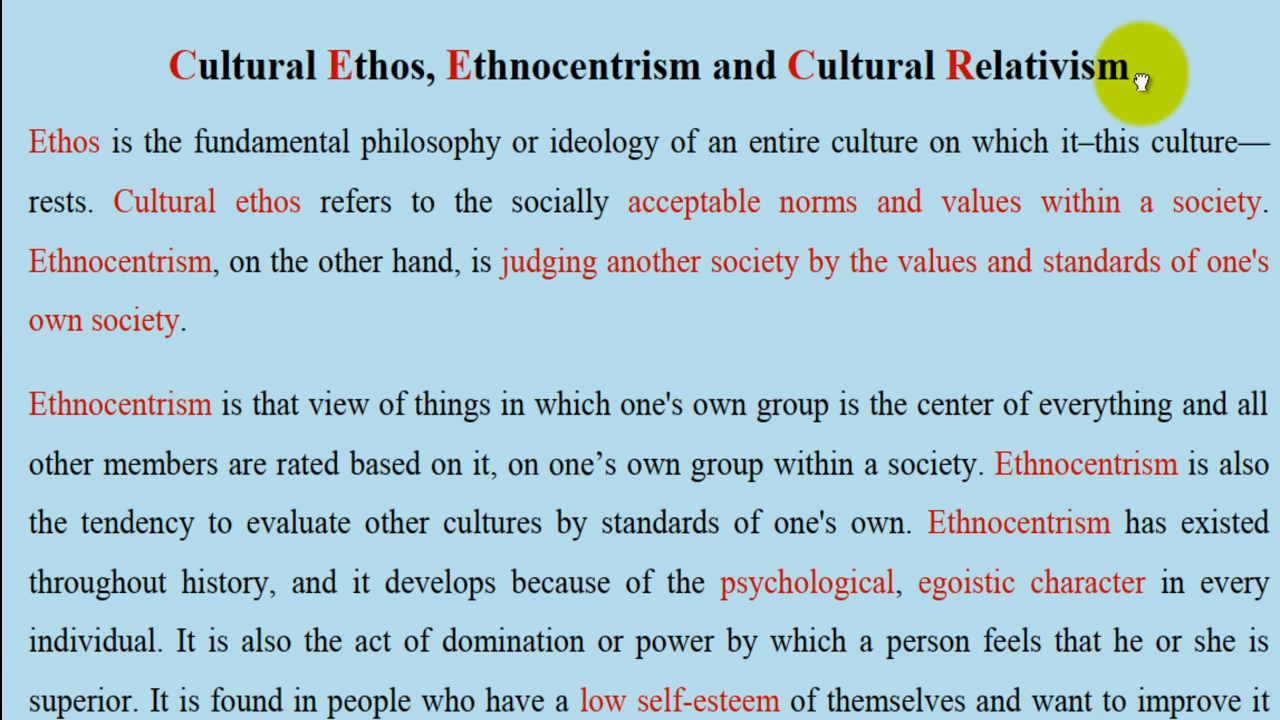 Cultural Ethos, Ethnocentrism and Cultural Relativism
Ethos is the fundamental philosophy or ideology of an entire culture on which it–this culture—
rests. Cultural ethos refers to the socially acceptable norms and values within a society.
Ethnocentrism, on the other hand, is judging another society by the values and standards of one's
own society.
Ethnocentrism is that view of things in which one's own group is the center of everything and all
other members are rated based on it, on one’s own group within a society. Ethnocentrism is also
the tendency to evaluate other cultures by standards of one's own. Ethnocentrism has existed
throughout history, and it develops because of the psychological, egoistic character in every
individual. It is also the act of domination or power by which a person feels that he or she is
superior. It is found in people who have a low self-esteem of themselves and want to improve it